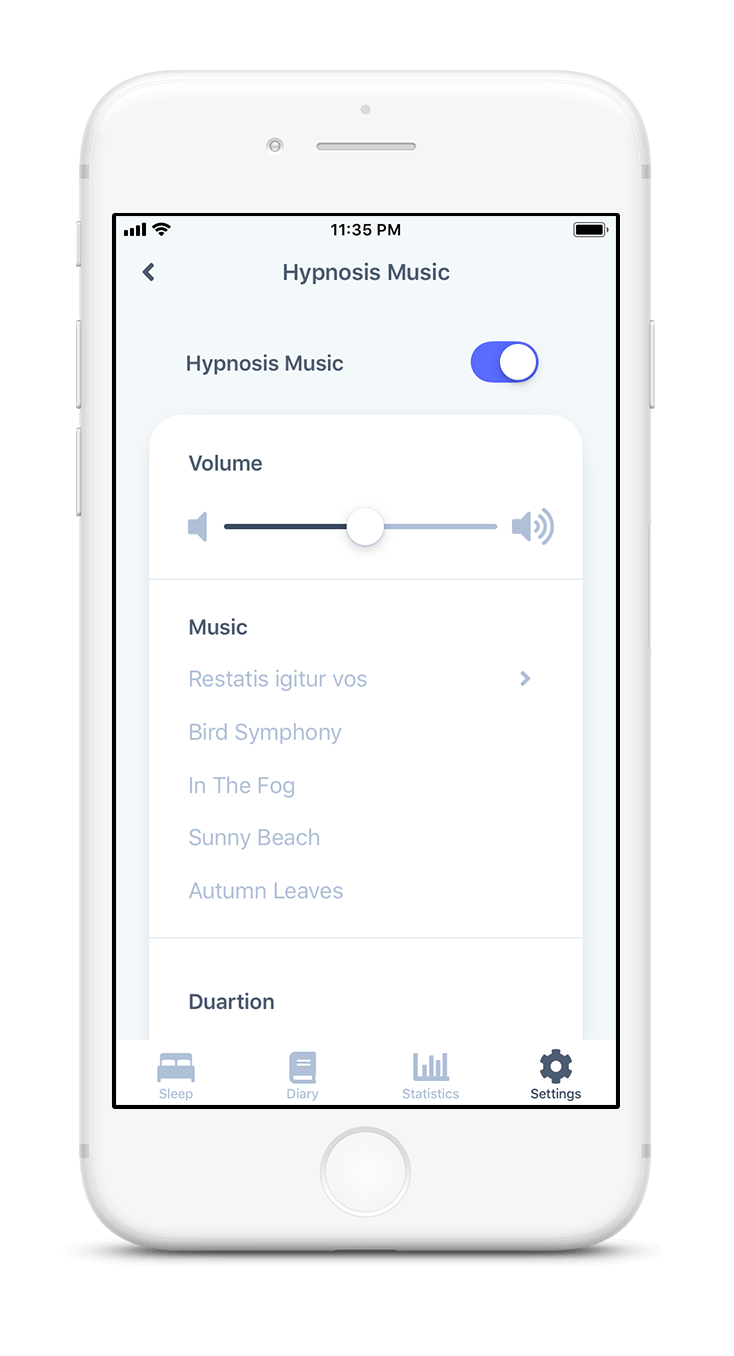 11:35 PM
Hypnosis Music
Hypnosis Music
Volume
Music
Restatis igitur vos
Bird Symphony
In The Fog
Sunny Beach
Autumn Leaves
Duartion
Sleep Diary Statistics Settings